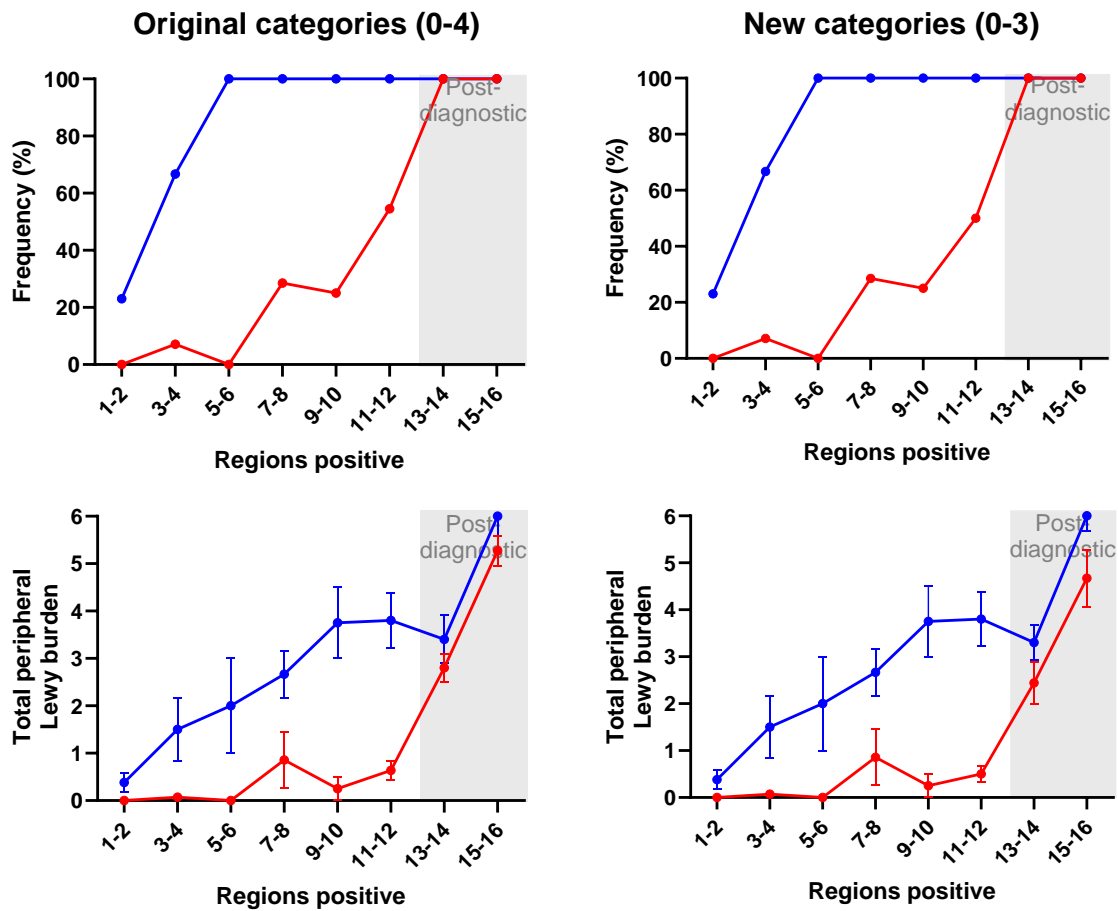 Original categories (0-4)
New categories (0-3)
Frequency (%)
100
80
60
40
20
0
Post-
diagnostic
1-2
3-4
5-6
7-8
9-10
11-12
13-14
15-16
Regions positive
Frequency (%)
100
80
60
40
20
0
Post-
diagnostic
1-2
3-4
5-6
7-8
9-10
11-12
13-14
15-16
Regions positive
Total peripheral
Lewy burden
6
5
4
3
2
1
0
Post-
diagnostic
1-2
3-4
5-6
7-8
9-10
11-12
13-14
15-16
Regions positive
Total peripheral
Lewy burden
6
5
4
3
2
1
0
Post-
diagnostic
1-2
3-4
5-6
7-8
9-10
11-12
13-14
15-16
Regions positive